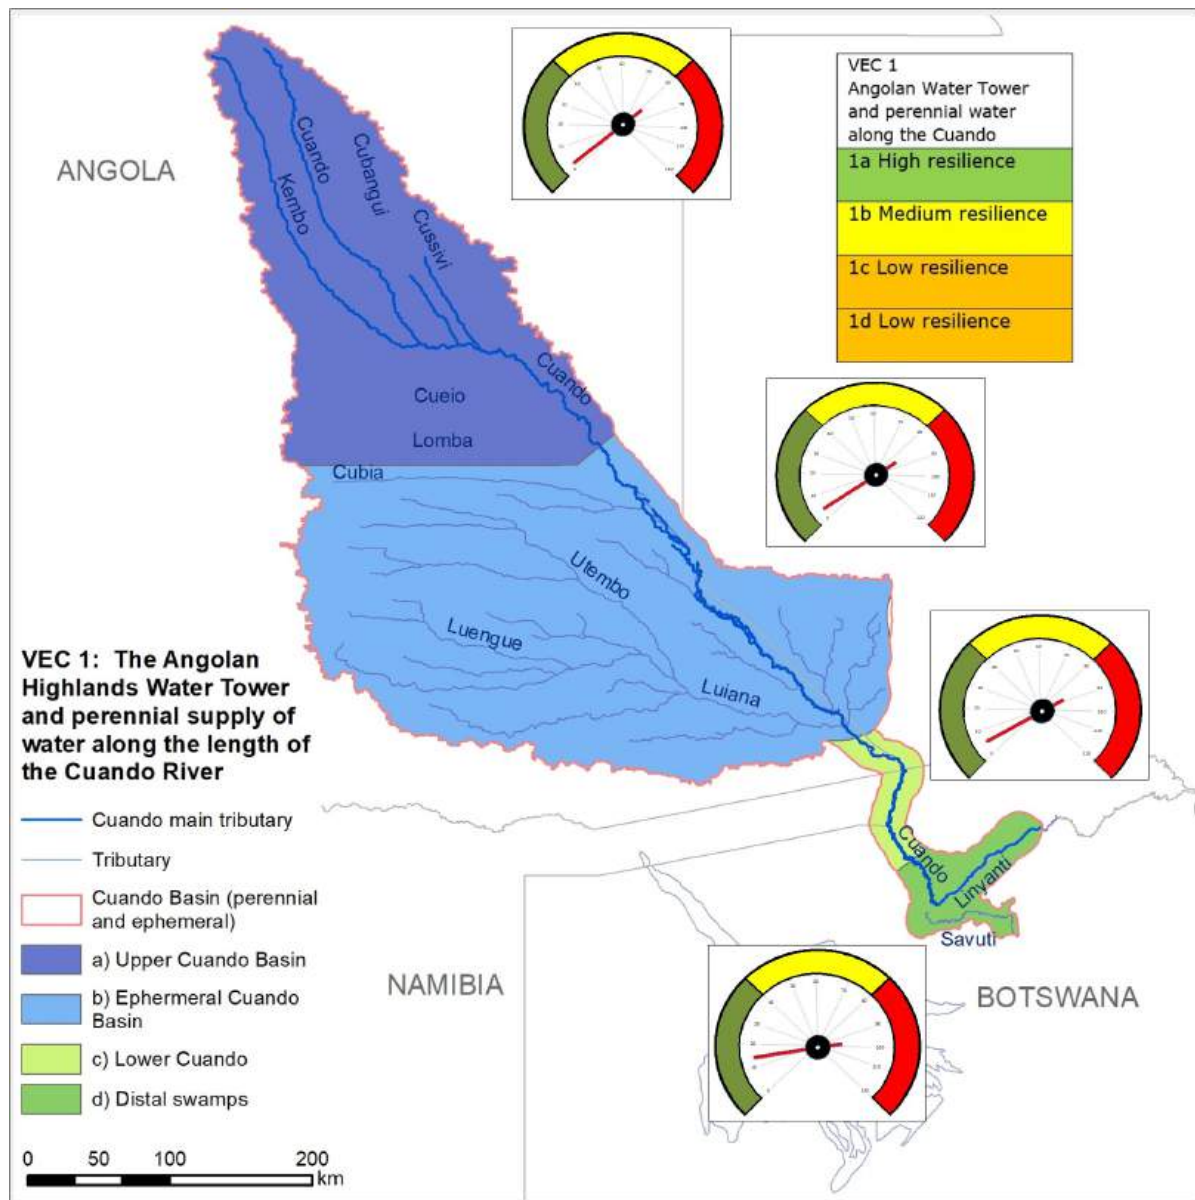 ANGOLA
Cuando
Cubangui
Kembo
Cussivi
Cuando
Cueio
Lomba
Cubia
Utembo
Luengue
Luiana
Cuando
Linyanti
Savuti
NAMIBIA
BOTSWANA
VEC 1
Angolan Water Tower
and perennial water
along the Cuando
1a High resilience
1b Medium resilience
1c Low resilience
1d Low resilience
VEC 1: The Angolan
Highlands Water Tower
and perennial supply of
water along the length of
the Cuando River
Cuando main tributary
Tributary
Cuando Basin (perennial
and ephemeral)
a) Upper Cuando Basin
b) Ephermeral Cuando
Basin
c) Lower Cuando
d) Distal swamps
0 50 100 200
km